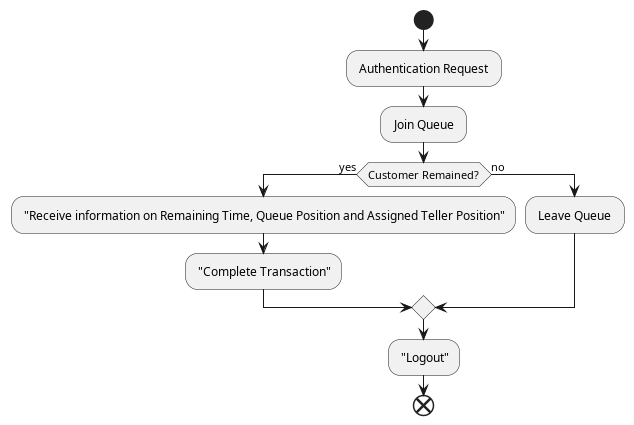 Authentication Request
Join Queue
yes
Customer Remained?
no
"Receive information on Remaining Time, Queue Position and Assigned Teller Position"
Leave Queue
"Complete Transaction"
"Logout"